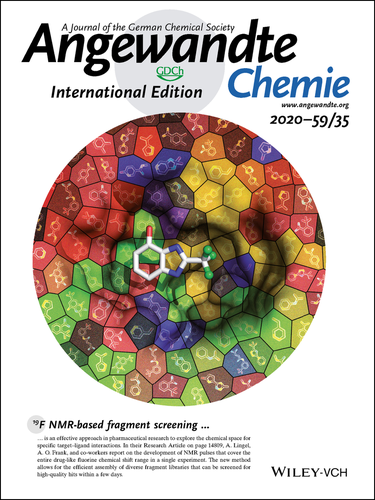 A Journal of the German Chemical Society
Angewandte
GDCh
International Edition
Chemie
www.angewandte.org
2020–59/35
¹⁹F NMR-based fragment screening ...
... is an effective approach in pharmaceutical research to explore the chemical space for
specific target–ligand interactions. In their Research Article on page 14809, A. Lingel,
A. O. Frank, and co-workers report on the development of NMR pulses that cover the
entire drug-like fluorine chemical shift range in a single experiment. The new method
allows for the efficient assembly of diverse fragment libraries that can be screened for
high-quality hits within a few days.
WILEY-VCH